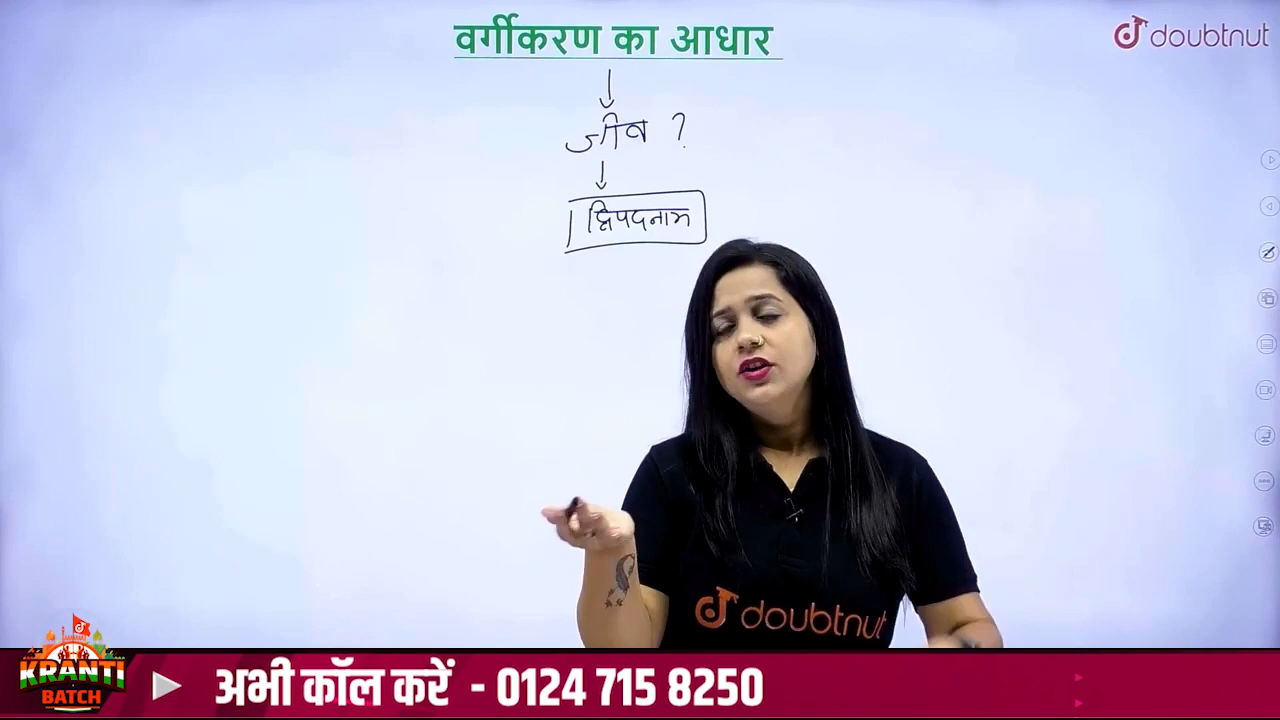 वर्गीकरण का आधार
doubtnut
जीव ?
द्विपदनाम
doubtnut
KRANTI
BATCH
अभी कॉल करें - 0124 715 8250